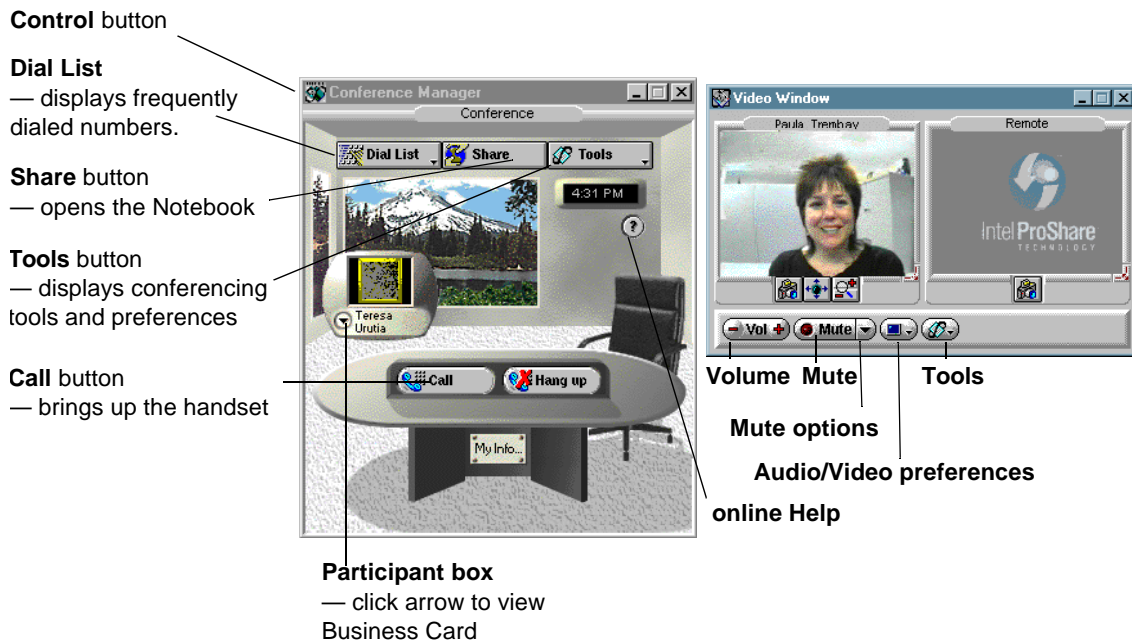 Control button
Dial List
— displays frequently
dialed numbers.
Share button
— opens the Notebook
Tools button
— displays conferencing
tools and preferences
Call button
— brings up the handset
Conference Manager
Conference
Dial List
Share
Tools
4:31 PM
?
Teresa
Urutia
Call
Hang up
My Info...
Participant box
— click arrow to view
Business Card
Video Window
Paula Trembay
Remote
Intel ProShare
TECHNOLOGY
Vol
Mute
Volume Mute Tools
Mute options
Audio/Video preferences
online Help